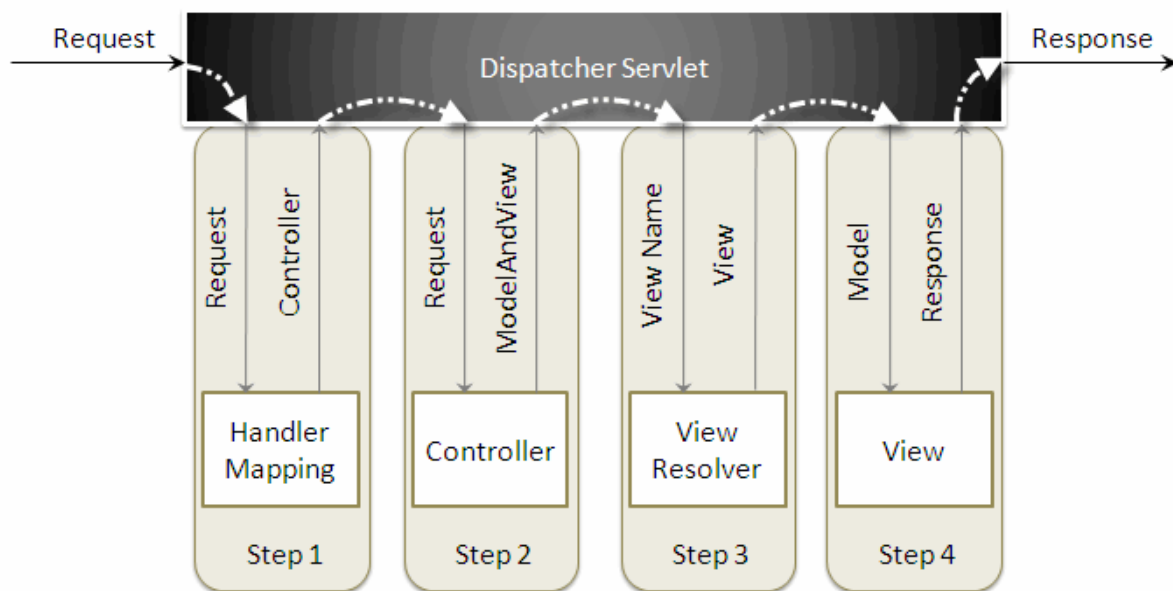 Request
Dispatcher Servlet
Response
Request
Controller
Handler
Mapping
Step 1
Request
ModelAndView
Controller
Step 2
View Name
View
View
Resolver
Step 3
Model
Response
View
Step 4